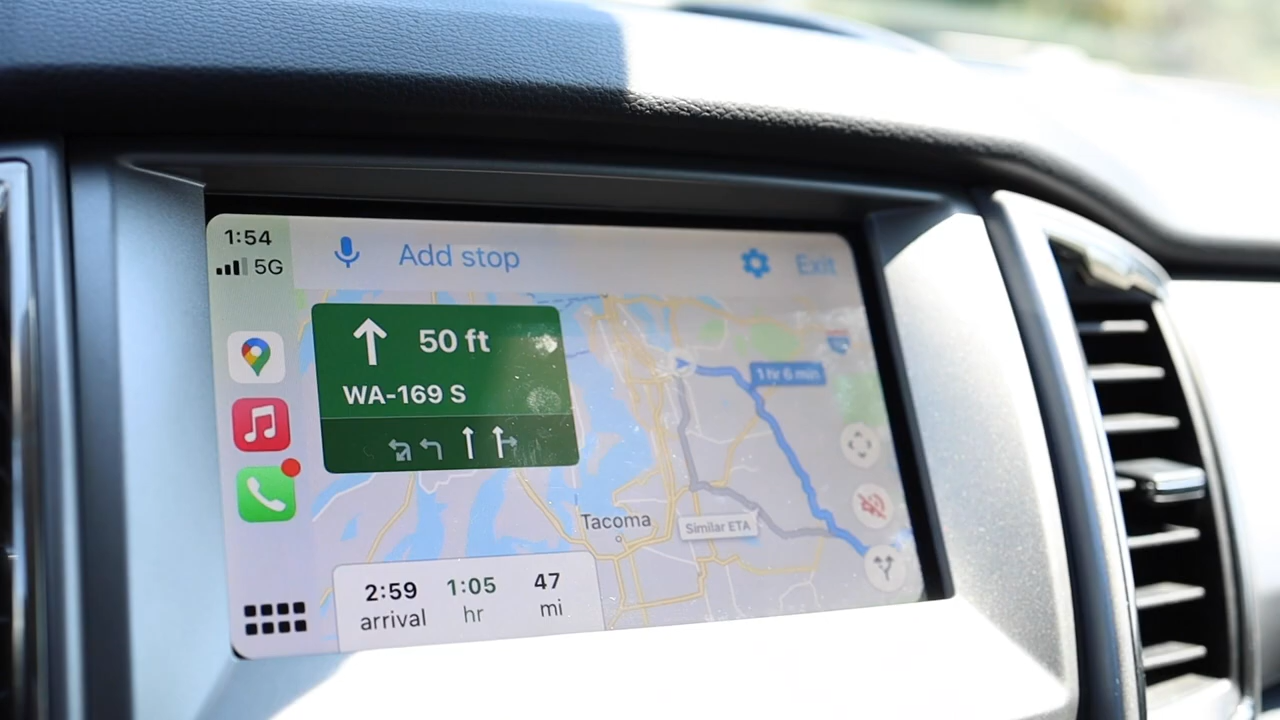 1:54
5G
Add stop
Exit
50 ft
WA-169 S
1 hr 6 min
Tacoma
Similar ETA
2:59 1:05 47
arrival hr mi